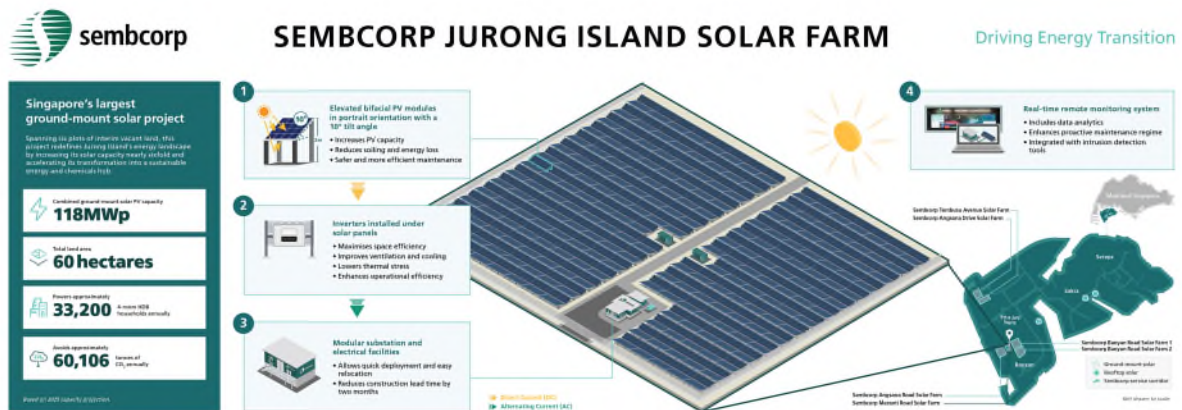 sembcorp
SEMBCORP JURONG ISLAND SOLAR FARM
Driving Energy Transition
Singapore's largest
ground-mount solar project
Spanning six plots of interim vacant land, this
project redefines Jurong Island's energy landscape
by increasing its solar capacity nearly sixfold and
accelerating its transformation into a sustainable
energy and chemicals hub.
Combined ground-mount solar PV capacity
118MWp
Total land area
60 hectares
Powers approximately
33,200
4-room HDB
households annually
Avoids approximately
60,106
tonnes of
CO₂ annually
1
Elevated bifacial PV modules
in portrait orientation with a
10° tilt angle
• Increases PV capacity
• Reduces soiling and energy loss
• Safer and more efficient maintenance
10°
2
Inverters installed under
solar panels
• Maximises space efficiency
• Improves ventilation and cooling
• Lowers thermal stress
• Enhances operational efficiency
3
Modular substation and
electrical facilities
• Allows quick deployment and easy
relocation
• Reduces construction lead time by
two months
Direct Current (DC)
Alternating Current (AC)
4
Real-time remote monitoring system
• Includes data analytics
• Enhances proactive maintenance regime
• Integrated with intrusion detection
tools
Mainland Singapore
Sembcorp Tembusu Avenue Solar Farm
Sembcorp Angsana Drive Solar Farm
Seraya
Sakra
Banyan
Sembcorp Banyan Road Solar Farm 1
Sembcorp Banyan Road Solar Farm 2
Ground-mount solar
Rooftop solar
Sembcorp service corridor
Sembcorp Angsana Road Solar Farm
Sembcorp Meranti Road Solar Farm